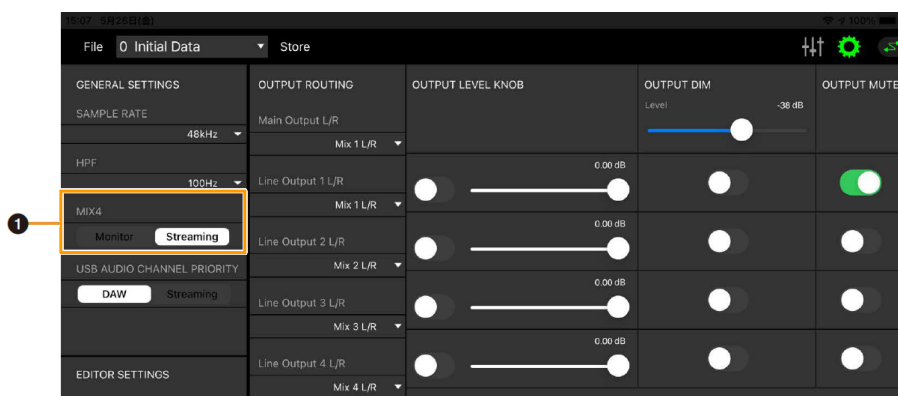 15:07 5月26日(金)
100%
File 0 Initial Data Store
GENERAL SETTINGS
SAMPLE RATE
48kHz
HPF
100Hz
1
MIX4
Monitor Streaming
USB AUDIO CHANNEL PRIORITY
DAW Streaming
EDITOR SETTINGS
OUTPUT ROUTING
Main Output L/R
Mix 1 L/R
Line Output 1 L/R
Mix 1 L/R
Line Output 2 L/R
Mix 2 L/R
Line Output 3 L/R
Mix 3 L/R
Line Output 4 L/R
Mix 4 L/R
OUTPUT LEVEL KNOB
0.00 dB
0.00 dB
0.00 dB
0.00 dB
OUTPUT DIM
Level -38 dB
OUTPUT MUTE